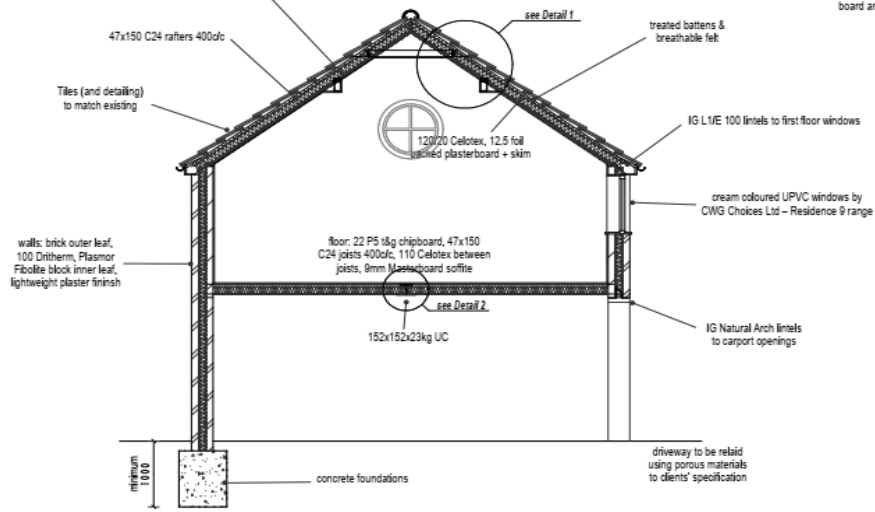 board ar
see Detail 1
treated battens &
breathable felt
47x150 C24 rafters 400c/c
Tiles (and detailing)
to match existing
IG L1/E 100 lintels to first floor windows
120/20 Celotex, 12.5 foil
backed plasterboard + skim
cream coloured UPVC windows by
CWG Choices Ltd – Residence 9 range
walls: brick outer leaf,
100 Dritherm, Plasmor
Fibolite block inner leaf,
lightweight plaster fininsh
floor: 22 P5 t&g chipboard, 47x150
C24 joists 400c/c, 110 Celotex between
joists, 9mm Masterboard soffite
see Detail 2
152x152x23kg UC
IG Natural Arch lintels
to carport openings
driveway to be relaid
using porous materials
to clients' specification
minimum
1000
concrete foundations